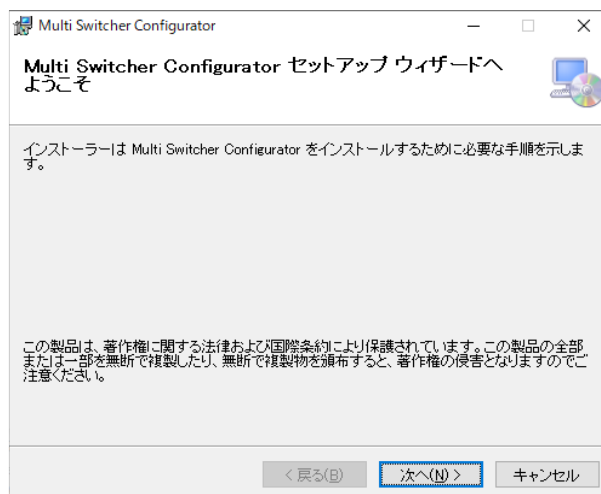 Multi Switcher Configurator
Multi Switcher Configurator セットアップ ウィザードへ
ようこそ
インストーラーは Multi Switcher Configurator をインストールするために必要な手順を示しま
す。
この製品は、著作権に関する法律および国際条約により保護されています。この製品の全部
または一部を無断で複製したり、無断で複製物を頒布すると、著作権の侵害となりますのでご
注意ください。
< 戻る(B)
次へ(N) >
キャンセル